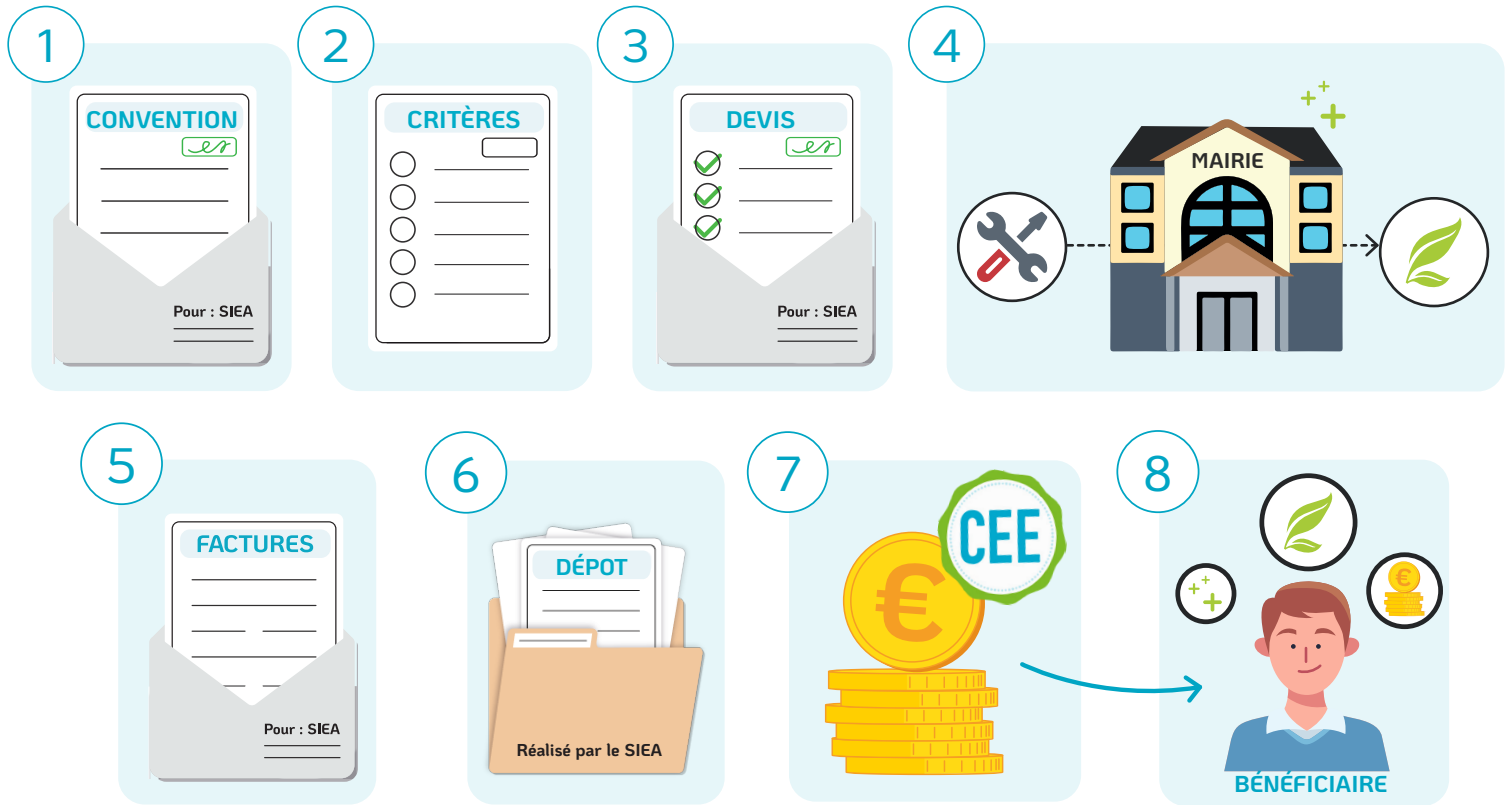 1
CONVENTION
Pour : SIEA
2
CRITÈRES
3
DEVIS
Pour : SIEA
4
MAIRIE
5
FACTURES
Pour : SIEA
6
DÉPOT
Réalisé par le SIEA
7
€
CEE
8
€
BÉNÉFICIAIRE